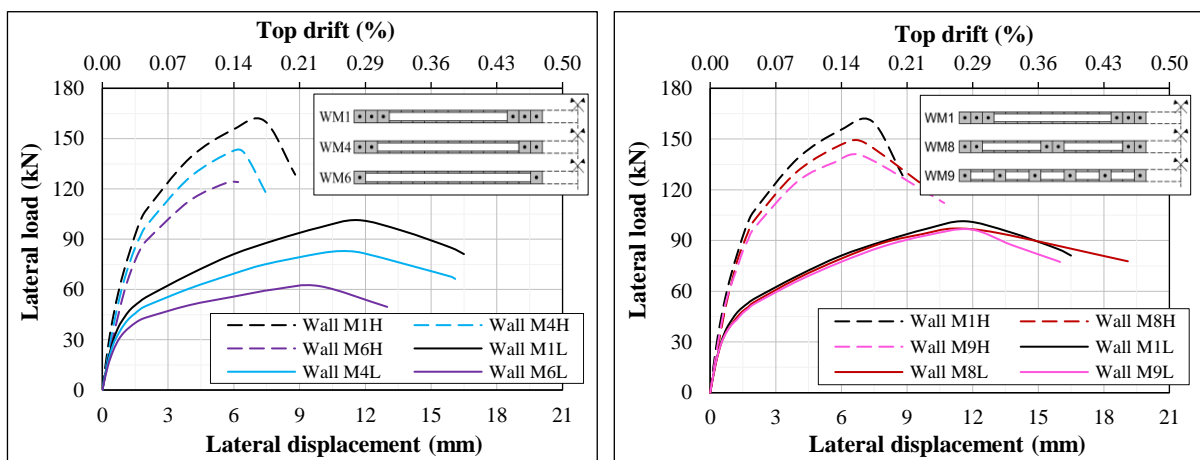 Top drift (%)
0.00 0.07 0.14 0.21 0.29 0.36 0.43 0.50
180
150
120
90
60
30
0
Lateral load (kN)
WM1
WM4
WM6
Wall M1H Wall M4H
Wall M6H Wall M1L
Wall M4L Wall M6L
0 3 6 9 12 15 18 21
Lateral displacement (mm)
Top drift (%)
0.00 0.07 0.14 0.21 0.29 0.36 0.43 0.50
180
150
120
90
60
30
0
Lateral load (kN)
WM1
WM8
WM9
Wall M1H Wall M8H
Wall M9H Wall M1L
Wall M8L Wall M9L
0 3 6 9 12 15 18 21
Lateral displacement (mm)